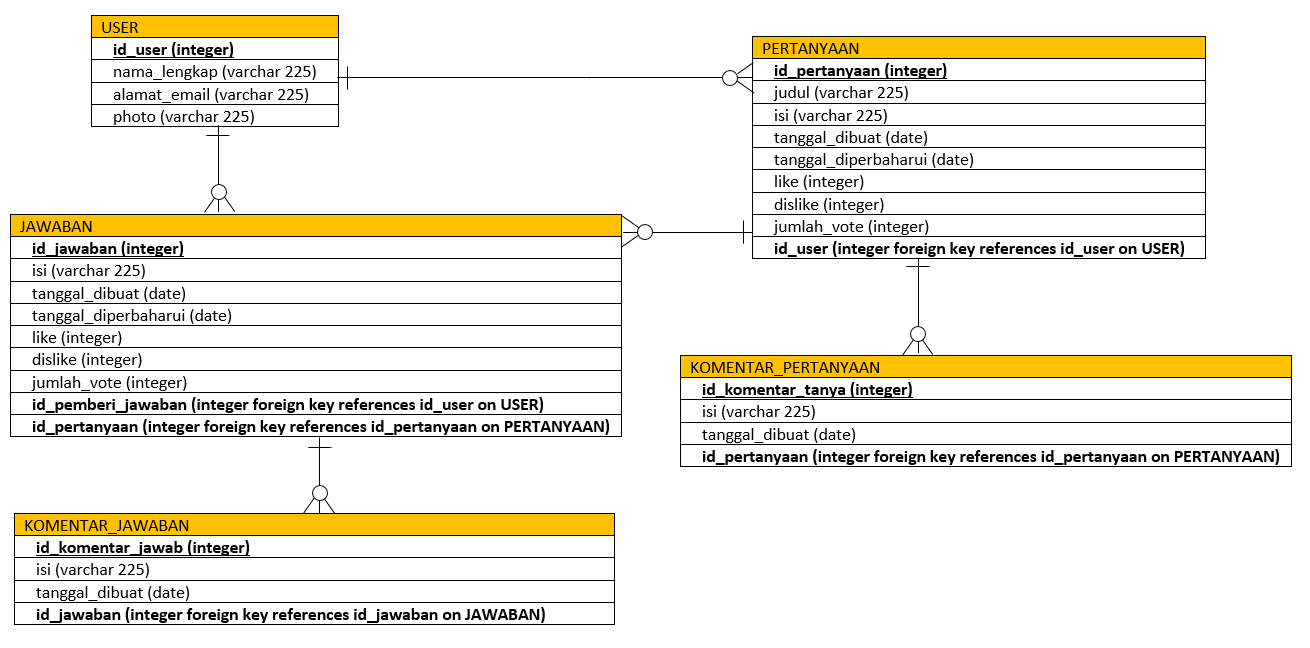 USER
id_user (integer)
nama_lengkap (varchar 225)
alamat_email (varchar 225)
photo (varchar 225)
PERTANYAAN
id_pertanyaan (integer)
judul (varchar 225)
isi (varchar 225)
tanggal_dibuat (date)
tanggal_diperbaharui (date)
like (integer)
dislike (integer)
jumlah_vote (integer)
id_user (integer foreign key references id_user on USER)
JAWABAN
id_jawaban (integer)
isi (varchar 225)
tanggal_dibuat (date)
tanggal_diperbaharui (date)
like (integer)
dislike (integer)
jumlah_vote (integer)
id_pemberi_jawaban (integer foreign key references id_user on USER)
id_pertanyaan (integer foreign key references id_pertanyaan on PERTANYAAN)
KOMENTAR_PERTANYAAN
id_komentar_tanya (integer)
isi (varchar 225)
tanggal_dibuat (date)
id_pertanyaan (integer foreign key references id_pertanyaan on PERTANYAAN)
KOMENTAR_JAWABAN
id_komentar_jawab (integer)
isi (varchar 225)
tanggal_dibuat (date)
id_jawaban (integer foreign key references id_jawaban on JAWABAN)